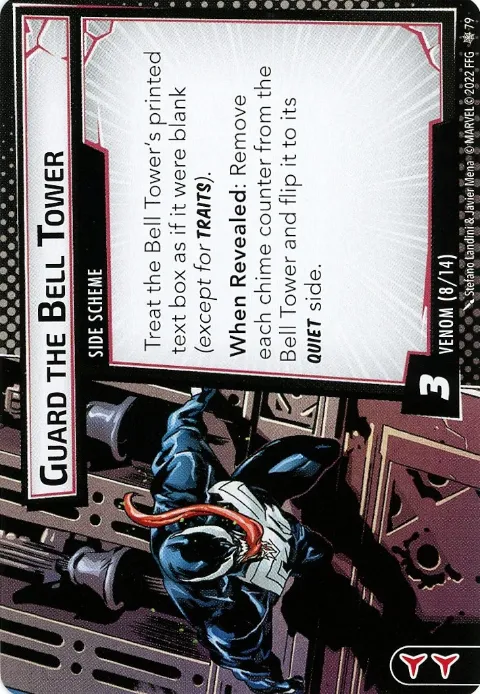 GUARD THE BELL TOWER
SIDE SCHEME
Treat the Bell Tower's printed
text box as if it were blank
(except for TRAITS).
When Revealed: Remove
each chime counter from the
Bell Tower and flip it to its
QUIET side.
3
VENOM (8/14)
Stefano Landini & Javier Mena © MARVEL © 2022 FFG 79